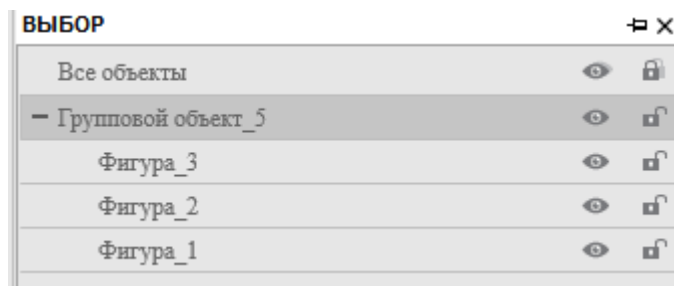 ВЫБОР
Все объекты
Групповой объект_5
Фигура_3
Фигура_2
Фигура_1